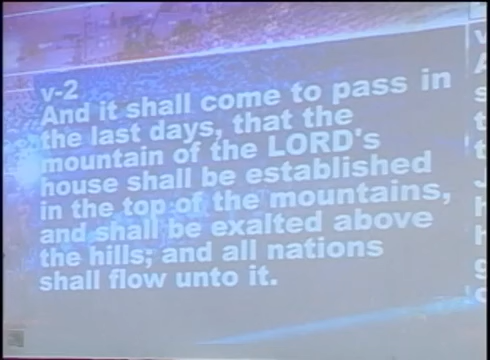 v-2
And it shall come to pass in
the last days, that the
mountain of the LORD's
house shall be established
in the top of the mountains,
and shall be exalted above
the hills; and all nations
shall flow unto it.